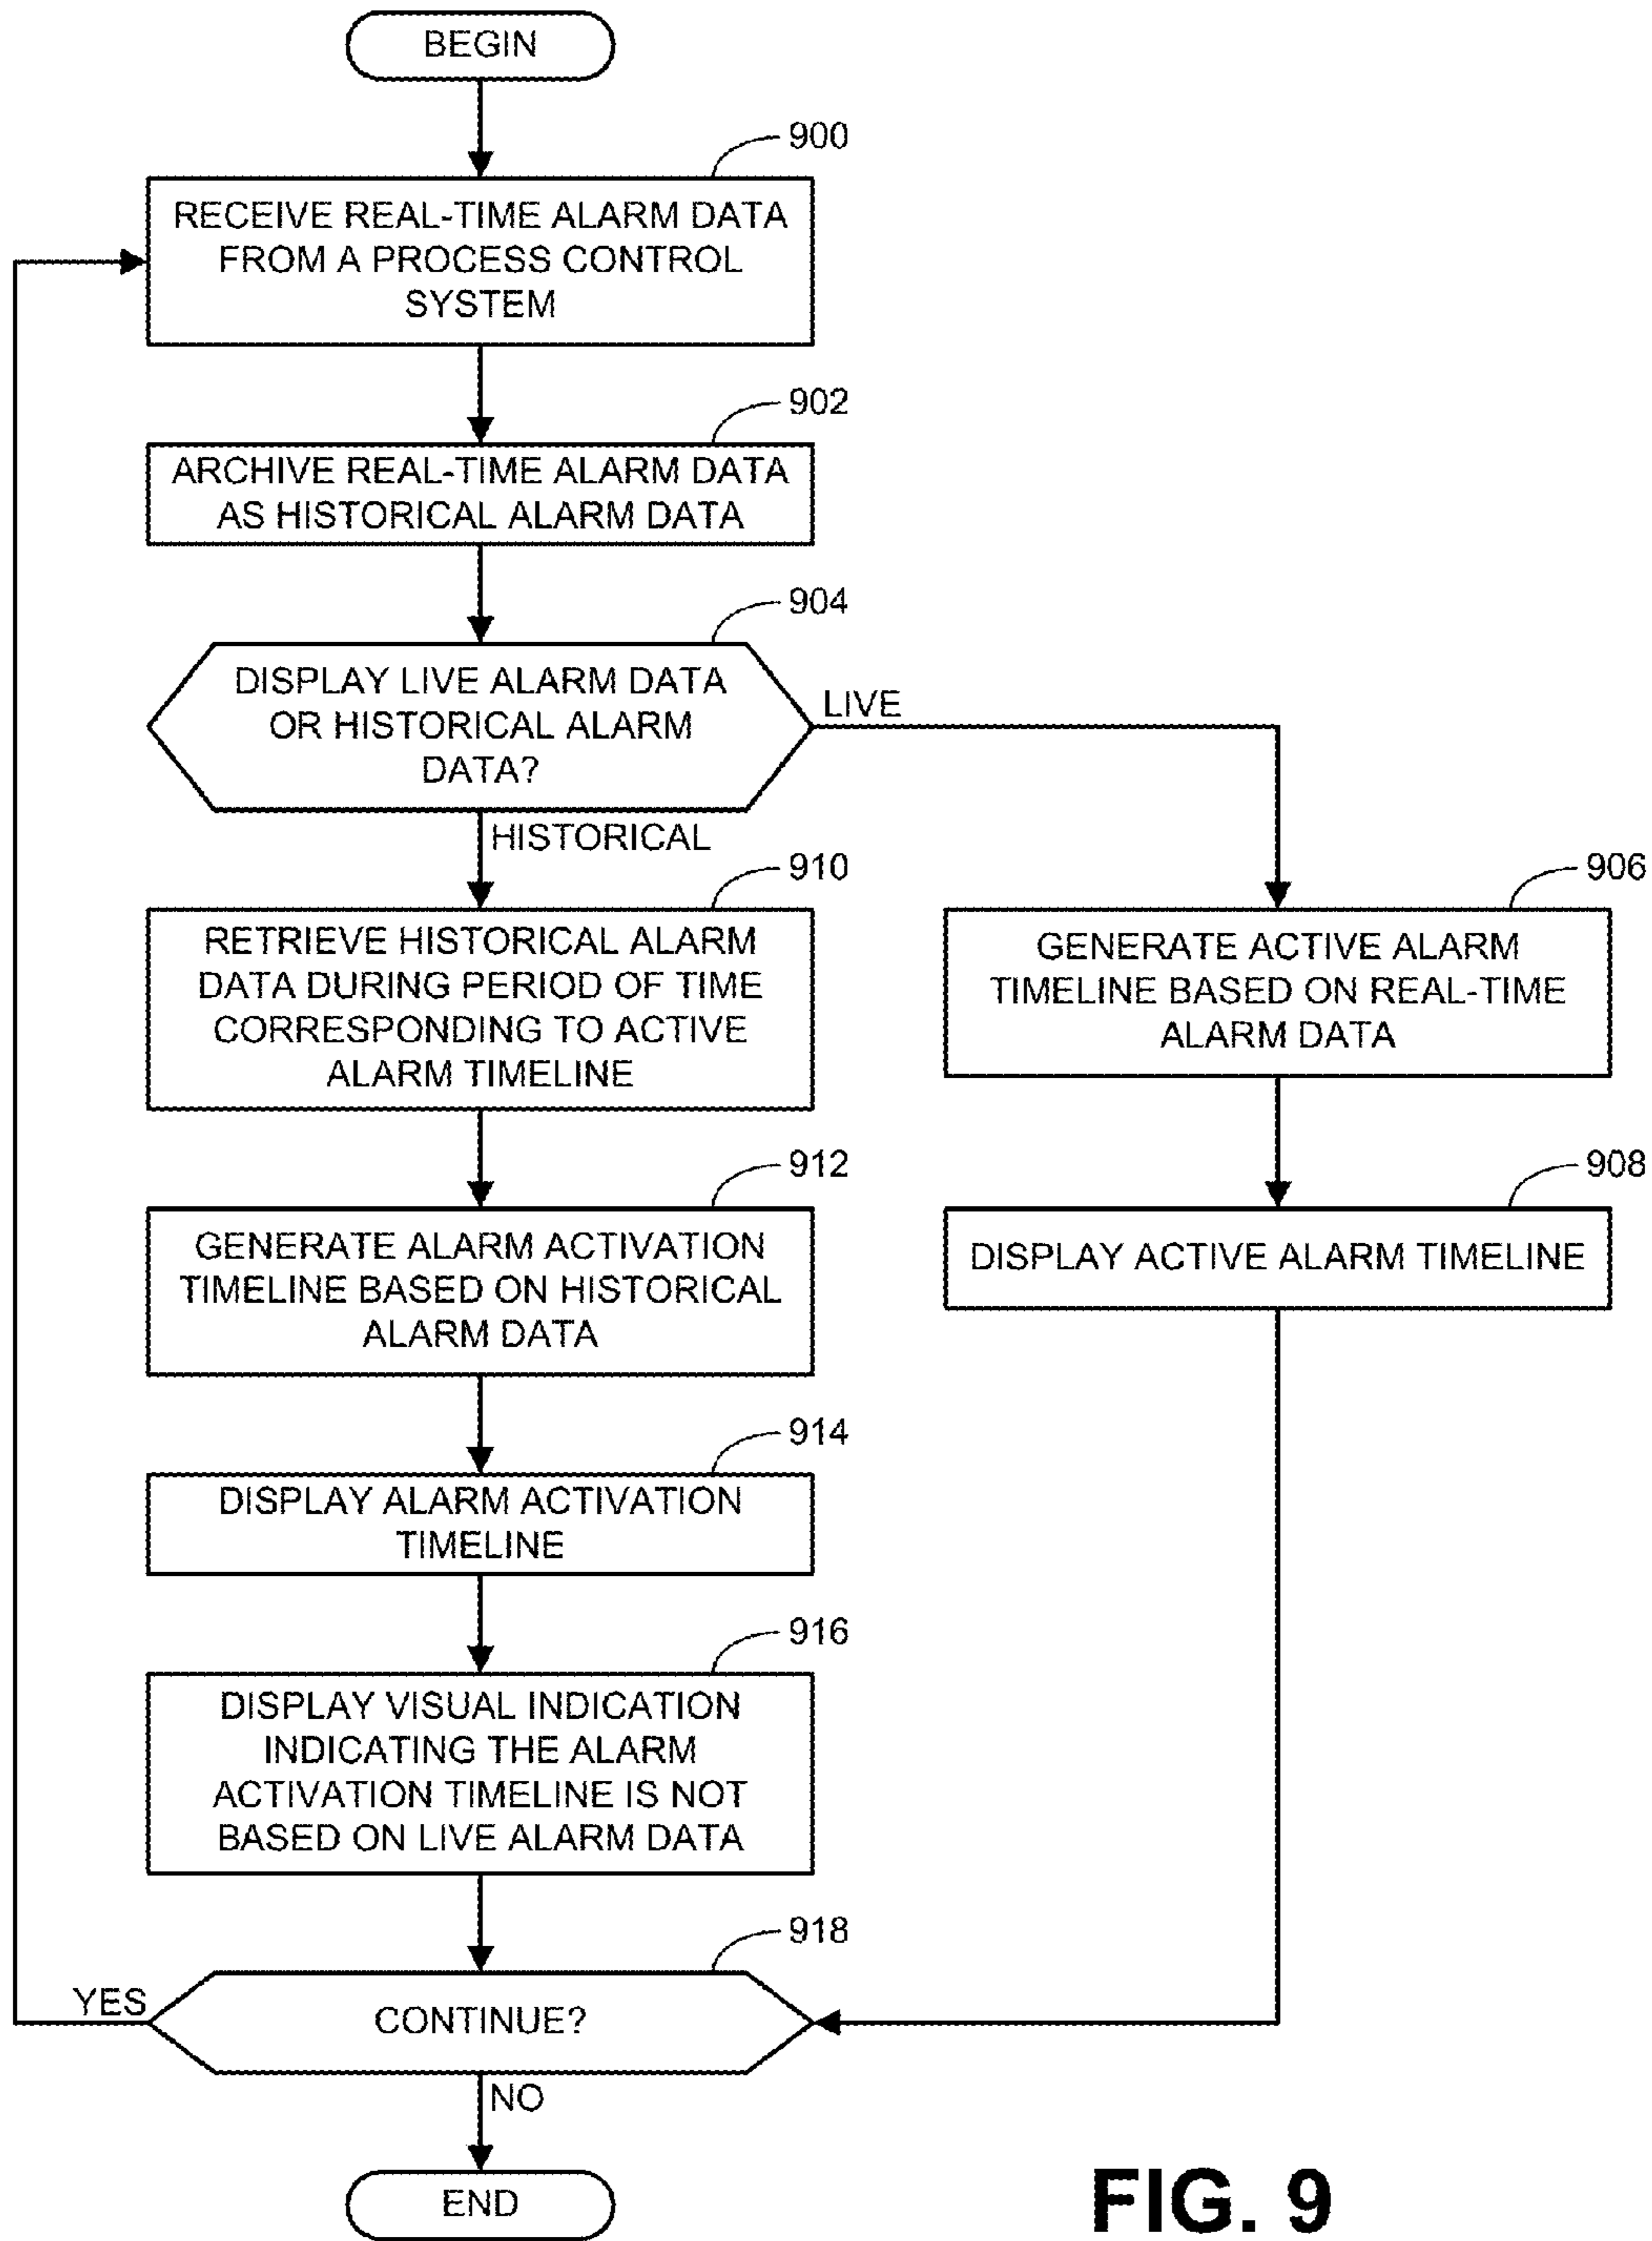 BEGIN
900
RECEIVE REAL-TIME ALARM DATA
FROM A PROCESS CONTROL
SYSTEM
902
ARCHIVE REAL-TIME ALARM DATA
AS HISTORICAL ALARM DATA
904
DISPLAY LIVE ALARM DATA
OR HISTORICAL ALARM
DATA?
LIVE
HISTORICAL
910
RETRIEVE HISTORICAL ALARM
DATA DURING PERIOD OF TIME
CORRESPONDING TO ACTIVE
ALARM TIMELINE
906
GENERATE ACTIVE ALARM
TIMELINE BASED ON REAL-TIME
ALARM DATA
912
GENERATE ALARM ACTIVATION
TIMELINE BASED ON HISTORICAL
ALARM DATA
908
DISPLAY ACTIVE ALARM TIMELINE
914
DISPLAY ALARM ACTIVATION
TIMELINE
916
DISPLAY VISUAL INDICATION
INDICATING THE ALARM
ACTIVATION TIMELINE IS NOT
BASED ON LIVE ALARM DATA
918
YES
CONTINUE?
NO
END
FIG. 9